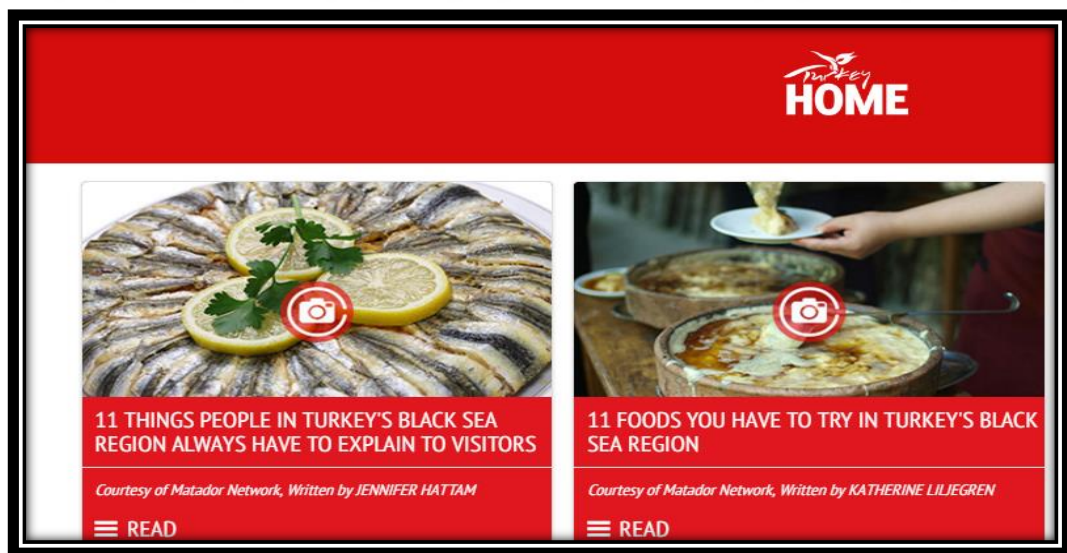 Turkey
HOME
11 THINGS PEOPLE IN TURKEY'S BLACK SEA
REGION ALWAYS HAVE TO EXPLAIN TO VISITORS
Courtesy of Matador Network, Written by JENNIFER HATTAM
READ
11 FOODS YOU HAVE TO TRY IN TURKEY'S BLACK
SEA REGION
Courtesy of Matador Network, Written by KATHERINE LILJEGREN
READ